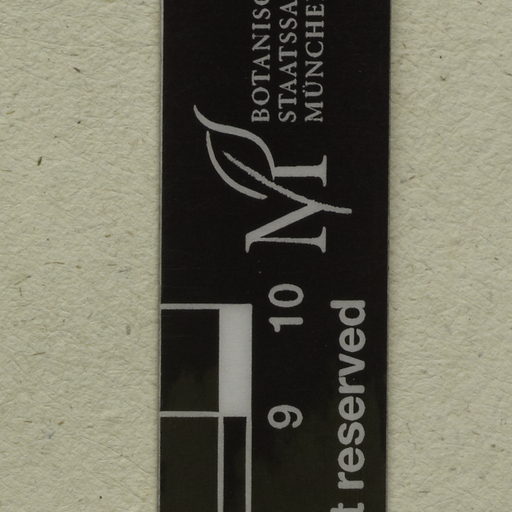 BOTANISC
STAATSSA
MÜNCHE
M
10
9
t reserved